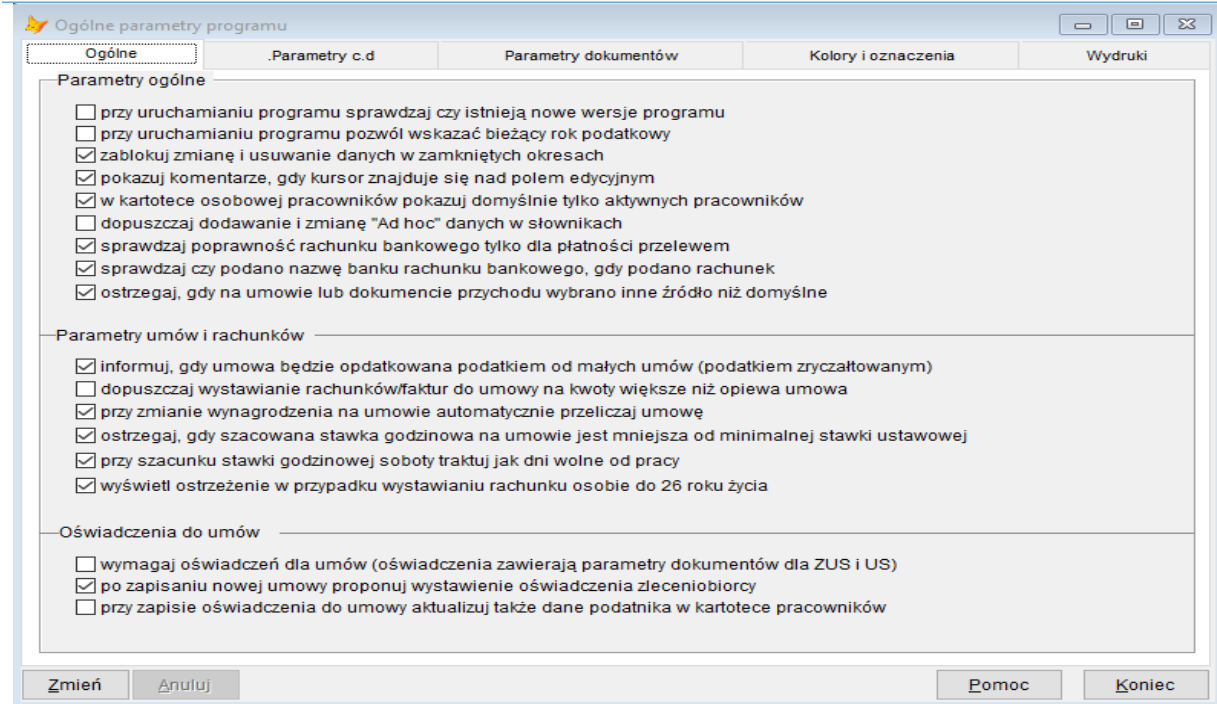 Ogólne parametry programu
Ogólne .Parametry c.d Parametry dokumentów Kolory i oznaczenia Wydruki
Parametry ogólne
przy uruchamianiu programu sprawdzaj czy istnieją nowe wersje programu
przy uruchamianiu programu pozwól wskazać bieżący rok podatkowy
zablokuj zmianę i usuwanie danych w zamkniętych okresach
pokazuj komentarze, gdy kursor znajduje się nad polem edycyjnym
w kartotece osobowej pracowników pokazuj domyślnie tylko aktywnych pracowników
dopuszczaj dodawanie i zmianę "Ad hoc" danych w słownikach
sprawdzaj poprawność rachunku bankowego tylko dla płatności przelewem
sprawdzaj czy podano nazwę banku rachunku bankowego, gdy podano rachunek
ostrzegaj, gdy na umowie lub dokumencie przychodu wybrano inne źródło niż domyślne
Parametry umów i rachunków
informuj, gdy umowa będzie opdatkowana podatkiem od małych umów (podatkiem zryczałtowanym)
dopuszczaj wystawianie rachunków/faktur do umowy na kwoty większe niż opiewa umowa
przy zmianie wynagrodzenia na umowie automatycznie przeliczaj umowę
ostrzegaj, gdy szacowana stawka godzinowa na umowie jest mniejsza od minimalnej stawki ustawowej
przy szacunku stawki godzinowej soboty traktuj jak dni wolne od pracy
wyświetl ostrzeżenie w przypadku wystawianiu rachunku osobie do 26 roku życia
Oświadczenia do umów
wymagaj oświadczeń dla umów (oświadczenia zawierają parametry dokumentów dla ZUS i US)
po zapisaniu nowej umowy proponuj wystawienie oświadczenia zleceniobiorcy
przy zapisie oświadczenia do umowy aktualizuj także dane podatnika w kartotece pracowników
Zmień Anuluj Pomoc Koniec